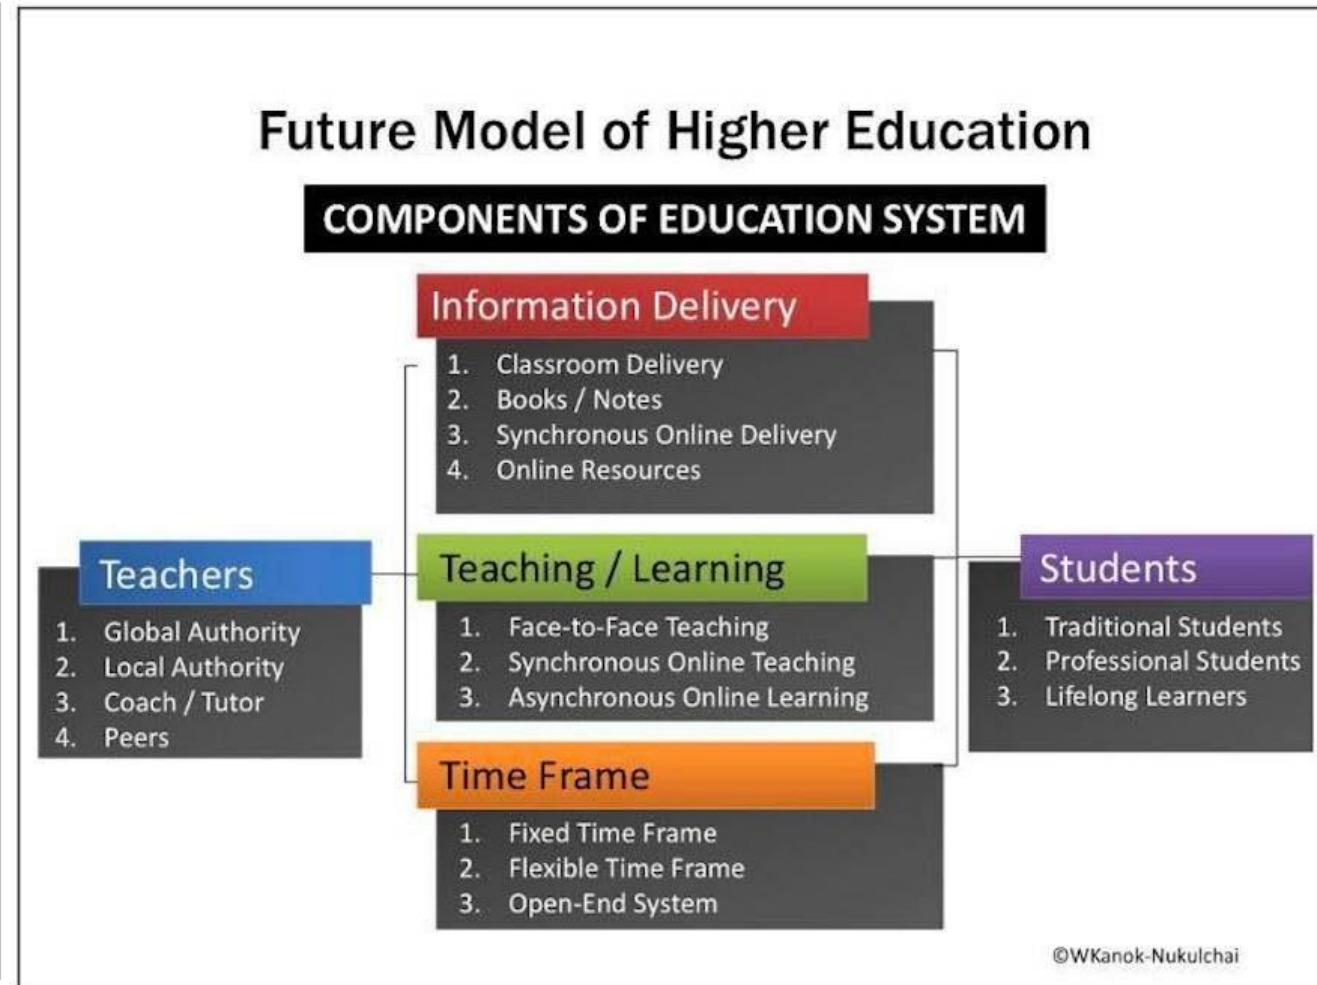 Future Model of Higher Education
COMPONENTS OF EDUCATION SYSTEM
Information Delivery
1. Classroom Delivery
2. Books / Notes
3. Synchronous Online Delivery
4. Online Resources
Teachers
1. Global Authority
2. Local Authority
3. Coach / Tutor
4. Peers
Teaching / Learning
1. Face-to-Face Teaching
2. Synchronous Online Teaching
3. Asynchronous Online Learning
Students
1. Traditional Students
2. Professional Students
3. Lifelong Learners
Time Frame
1. Fixed Time Frame
2. Flexible Time Frame
3. Open-End System
©WKanok-Nukulchai